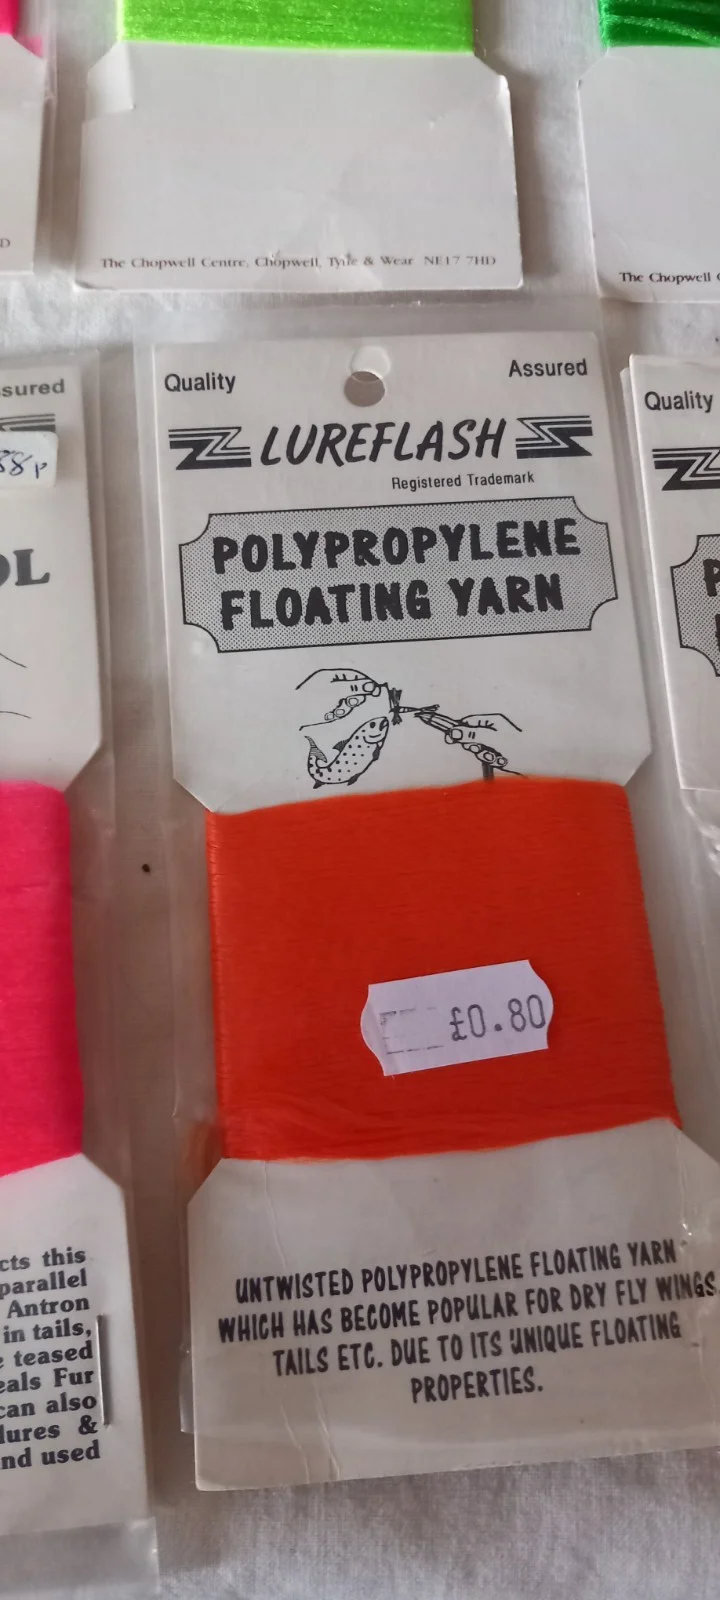 D
The Chopwell Centre, Chopwell, Tyne & Wear NE17 7HD
The Chopwell
sured
38p
OL
Quality Assured
LUREFLASH
Registered Trademark
POLYPROPYLENE
FLOATING YARN
£0.80
UNTWISTED POLYPROPYLENE FLOATING YARN
WHICH HAS BECOME POPULAR FOR DRY FLY WINGS
TAILS ETC. DUE TO ITS UNIQUE FLOATING
PROPERTIES.
Quality
cts this
parallel
Antron
in tails,
teased
eals Fur
can also
lures &
nd used